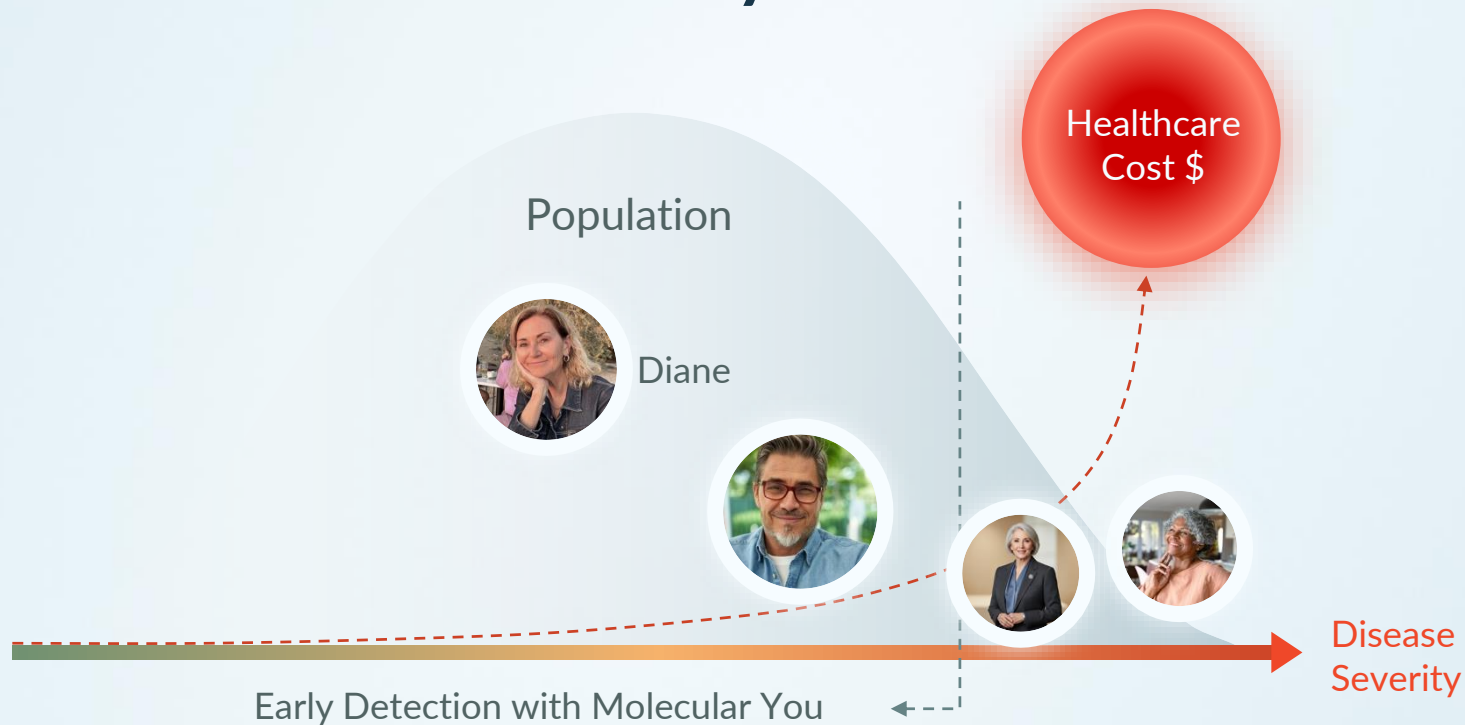 Healthcare
Cost $
Population
Diane
Disease
Severity
Early Detection with Molecular You